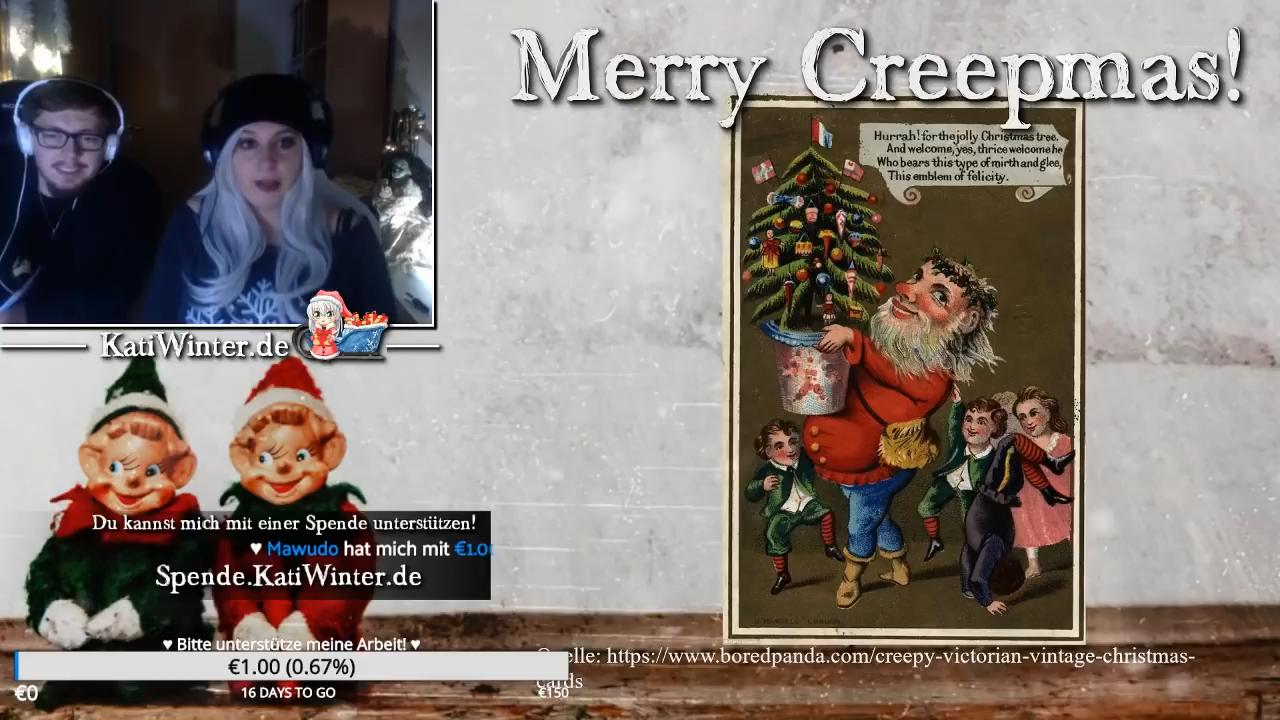 Merry Creepmas!
Hurrah! for the jolly Christmas tree.
And welcome, yes, thrice welcome he
Who bears this type of mirth and glee,
This emblem of felicity.
KatiWinter.de
Du kannst mich mit einer Spende unterstützen!
♥ Mawudo hat mich mit €1.0
Spende.KatiWinter.de
♥ Bitte unterstütze meine Arbeit! ♥
€1.00 (0.67%)
€0
16 DAYS TO GO
€150
Quelle: https://www.boredpanda.com/creepy-victorian-vintage-christmas-
cards